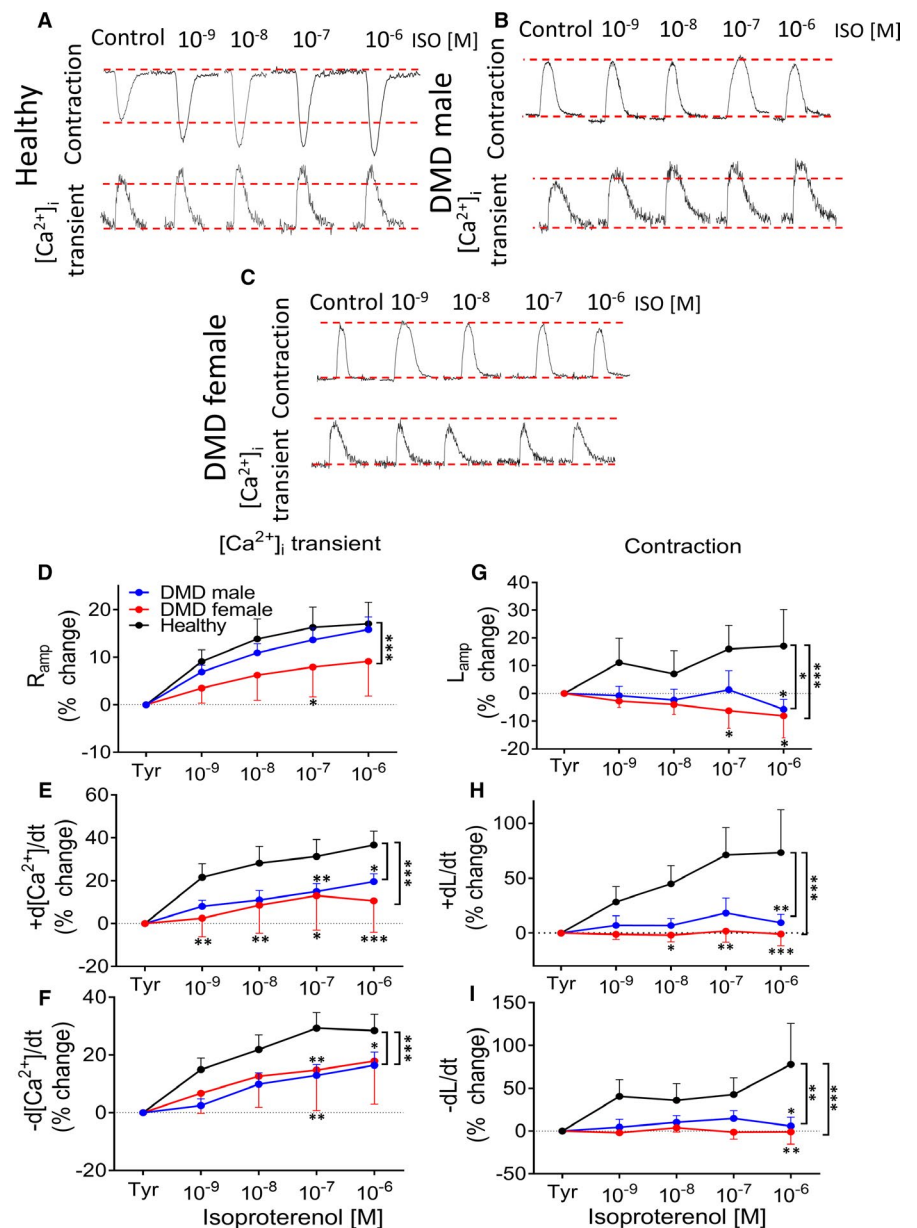 A
Control 10-9 10-8 10-7 10-6 ISO [M]
Healthy
Contraction
[Ca2+]i
transient
B
Control 10-9 10-8 10-7 10-6 ISO [M]
DMD male
Contraction
[Ca2+]i
transient
C
Control 10-9 10-8 10-7 10-6 ISO [M]
DMD female
Contraction
[Ca2+]i
transient
[Ca2+]i transient
D
Ramp
(% change)
20
10
0
-10
DMD male
DMD female
Healthy
***
*
Tyr 10-9 10-8 10-7 10-6
E
+d[Ca2+]/dt
(% change)
60
40
20
0
-20
** *
***
** ** * ***
Tyr 10-9 10-8 10-7 10-6
F
-d[Ca2+]/dt
(% change)
40
20
0
-20
** *
***
**
Tyr 10-9 10-8 10-7 10-6
Isoproterenol [M]
Contraction
G
Lamp
(% change)
40
30
20
10
0
-10
-20
*
* ***
* *
Tyr 10-9 10-8 10-7 10-6
H
+dL/dt
(% change)
100
50
0
**
***
* ** ***
Tyr 10-9 10-8 10-7 10-6
I
-dL/dt
(% change)
150
100
50
0
-50
*
** ***
**
Tyr 10-9 10-8 10-7 10-6
Isoproterenol [M]